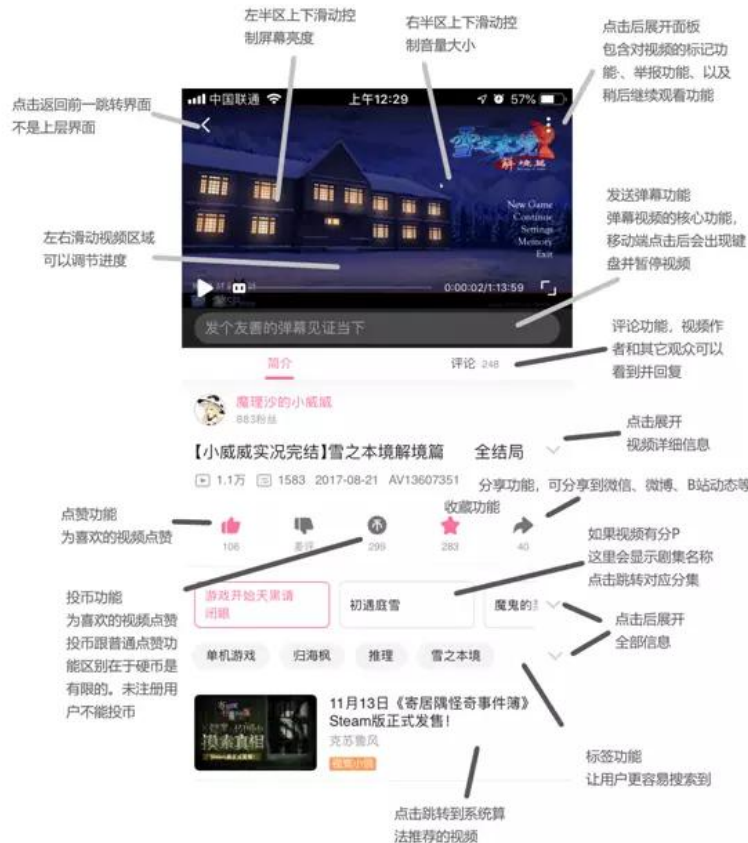 左半区上下滑动控
制屏幕亮度
右半区上下滑动控
制音量大小
点击后展开面板
包含对视频的标记功
能、举报功能、以及
稍后继续观看功能
点击返回前一跳转界面
不是上层界面
中国联通
上午12:29
57%
雪之本境
解境篇
New Game
Continue
Settings
Memory
Exit
发送弹幕功能
弹幕视频的核心功能，
移动端点击后会出现键
盘并暂停视频
左右滑动视频区域
可以调节进度
0:00:02/1:13:59
发个友善的弹幕见证当下
评论功能，视频作
者和其它观众可以
看到并回复
简介
评论 248
魔理沙的小威威
883粉丝
点击展开
视频详细信息
【小威威实况完结】雪之本境解境篇 全结局
1.1万 1583 2017-08-21 AV13607351
分享功能，可分享到微信、微博、B站动态等
收藏功能
点赞功能
为喜欢的视频点赞
106
差评
299
283
40
如果视频有分P
这里会显示剧集名称
点击跳转对应分集
投币功能
为喜欢的视频点赞
投币跟普通点赞功
能区别在于硬币是
有限的。未注册用
户不能投币
游戏开始天黑请
闭眼
初遇庭雪
魔鬼的
点击后展开
全部信息
单机游戏
归海枫
推理
雪之本境
11月13日《寄居隅怪奇事件簿》
Steam版正式发售！
克苏鲁风
视觉小说
摸索真相
标签功能
让用户更容易搜索到
点击跳转到系统算
法推荐的视频